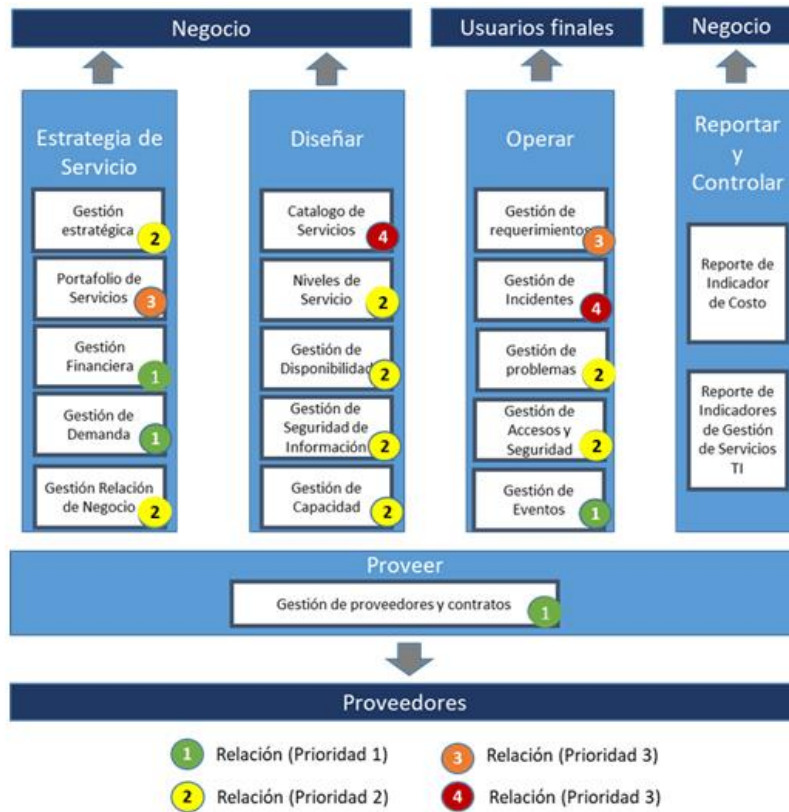 Negocio
Usuarios finales
Negocio
Estrategia de
Servicio
Gestión
estratégica
2
Portafolio de
Servicios
3
Gestión
Financiera
1
Gestión de
Demanda
1
Gestión Relación
de Negocio
2
Diseñar
Catalogo de
Servicios
4
Niveles de
Servicio
2
Gestión de
Disponibilidad
2
Gestión de
Seguridad de
Información
2
Gestión de
Capacidad
2
Operar
Gestión de
requerimientos
3
Gestión de
Incidentes
4
Gestión de
problemas
2
Gestión de
Accesos y
Seguridad
2
Gestión de
Eventos
1
Reportar
y
Controlar
Reporte de
Indicador
de Costo
Reporte de
Indicadores
de Gestión
de Servicios
TI
Proveer
Gestión de proveedores y contratos
1
Proveedores
1 Relación (Prioridad 1)
3 Relación (Prioridad 3)
2 Relación (Prioridad 2)
4 Relación (Prioridad 3)